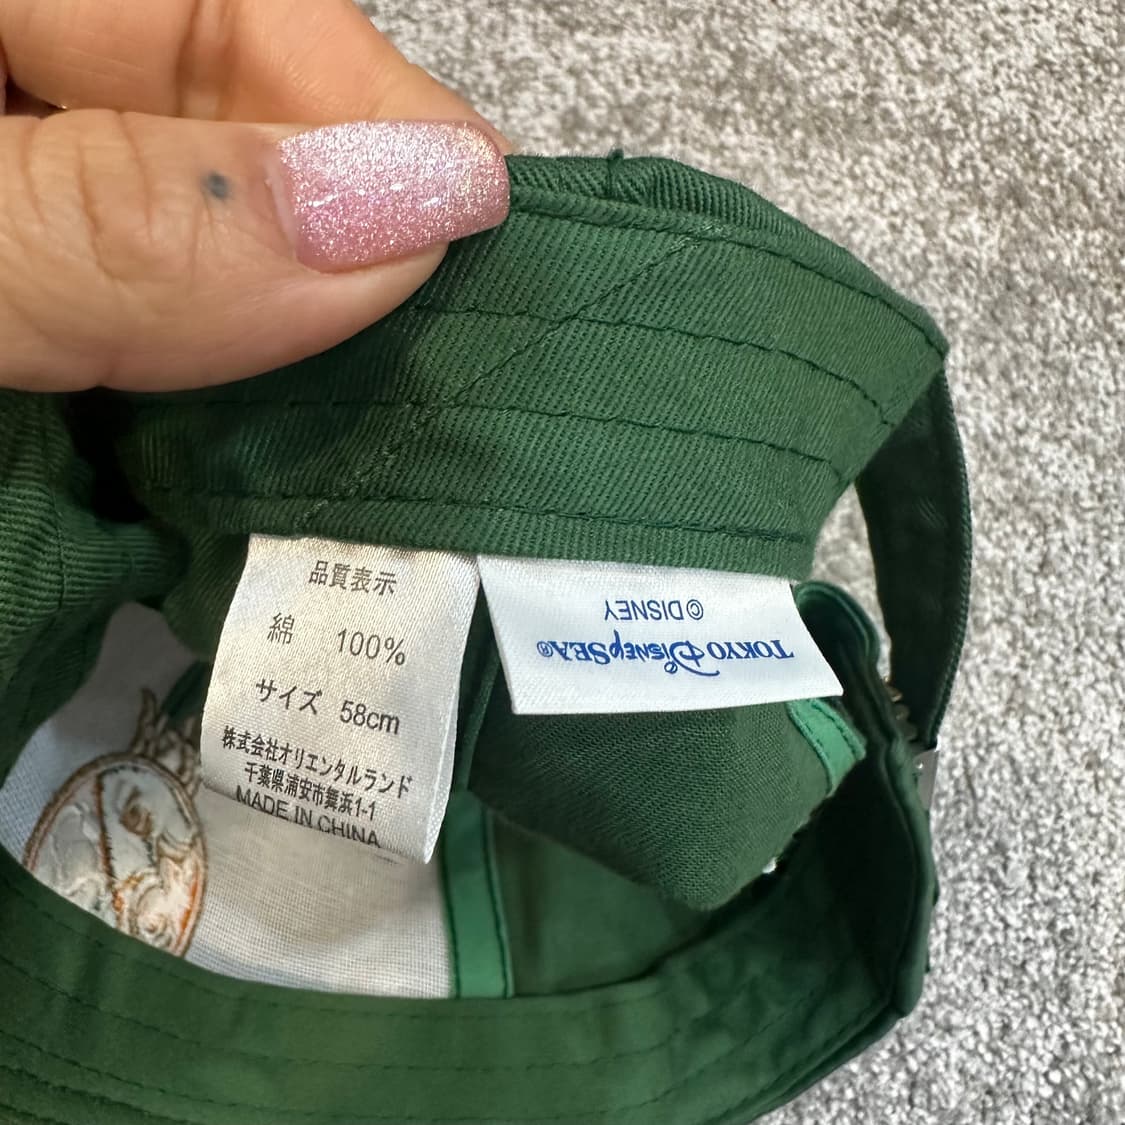 品質表示
綿 100%
サイズ 58cm
株式会社オリエンタルランド
千葉県浦安市舞浜1-1
MADE IN CHINA
TOKYO DISNEYSEA®
©DISNEY